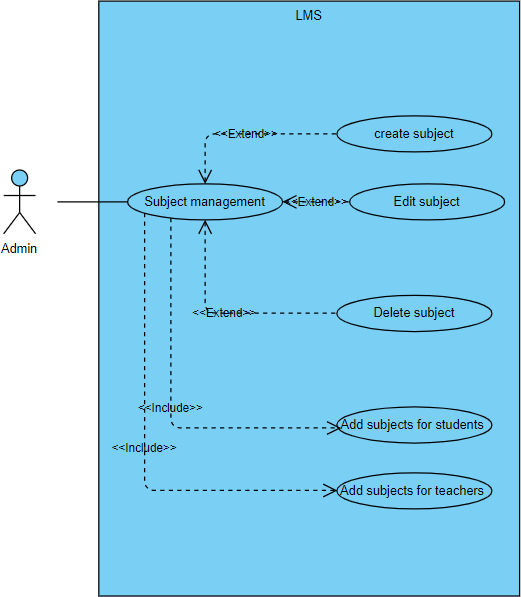 LMS
<<Extend>>
create subject
Admin
Subject management
<<Extend>>
Edit subject
<<Extend>>
Delete subject
<<Include>>
Add subjects for students
<<Include>>
Add subjects for teachers